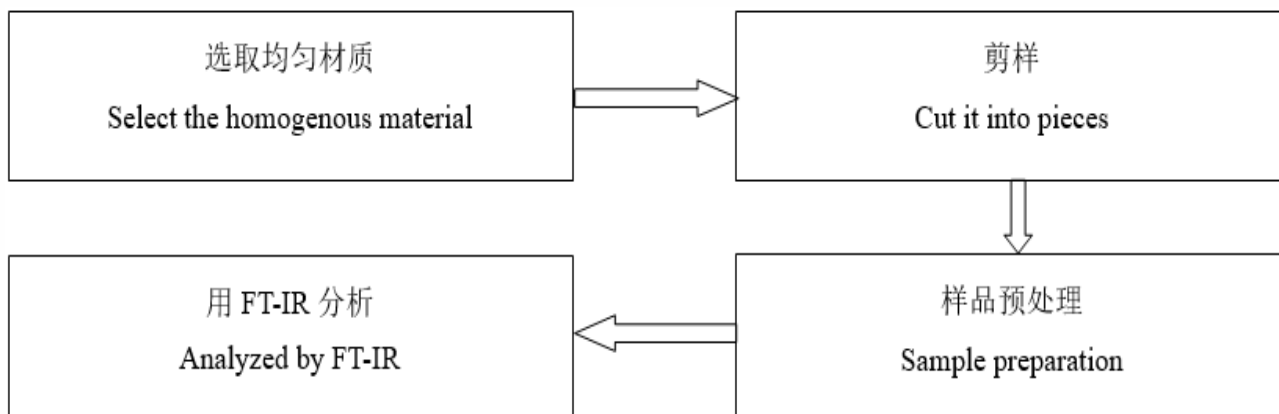 选取均匀材质
Select the homogenous material
剪样
Cut it into pieces
样品预处理
Sample preparation
用 FT-IR 分析
Analyzed by FT-IR